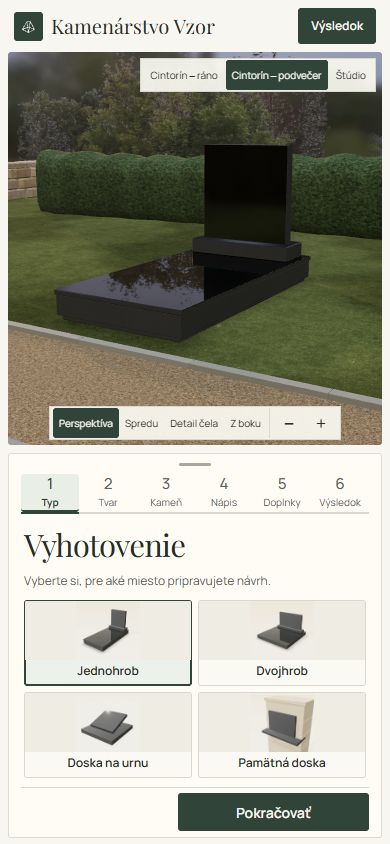 Kamenárstvo Vzor
Výsledok
Cintorín – ráno
Cintorín – podvečer
Štúdio
Perspektíva
Spredu
Detail čela
Z boku
−
+
1
Typ
2
Tvar
3
Kameň
4
Nápis
5
Doplnky
6
Výsledok
Vyhotovenie
Vyberte si, pre aké miesto pripravujete návrh.
Jednohrob
Dvojhrob
Doska na urnu
Pamätná doska
Pokračovať